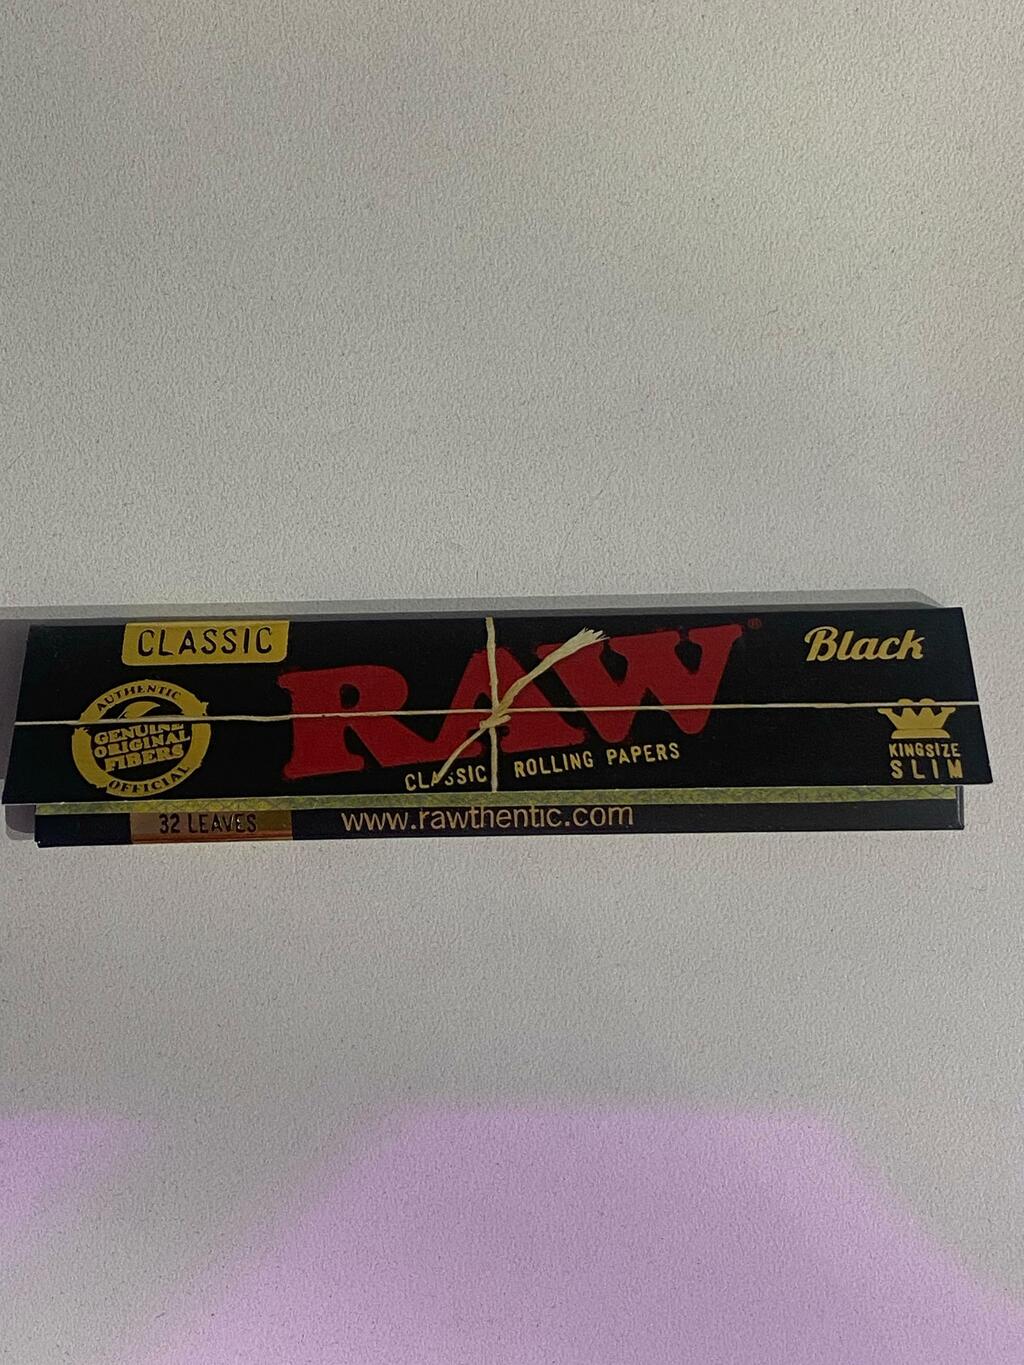 CLASSIC
RAW®
Black
AUTHENTIC
GENUINE
ORIGINAL
FIBERS
OFFICIAL
CLASSIC ROLLING PAPERS
KINGSIZE
SLIM
32 LEAVES
www.rawthentic.com